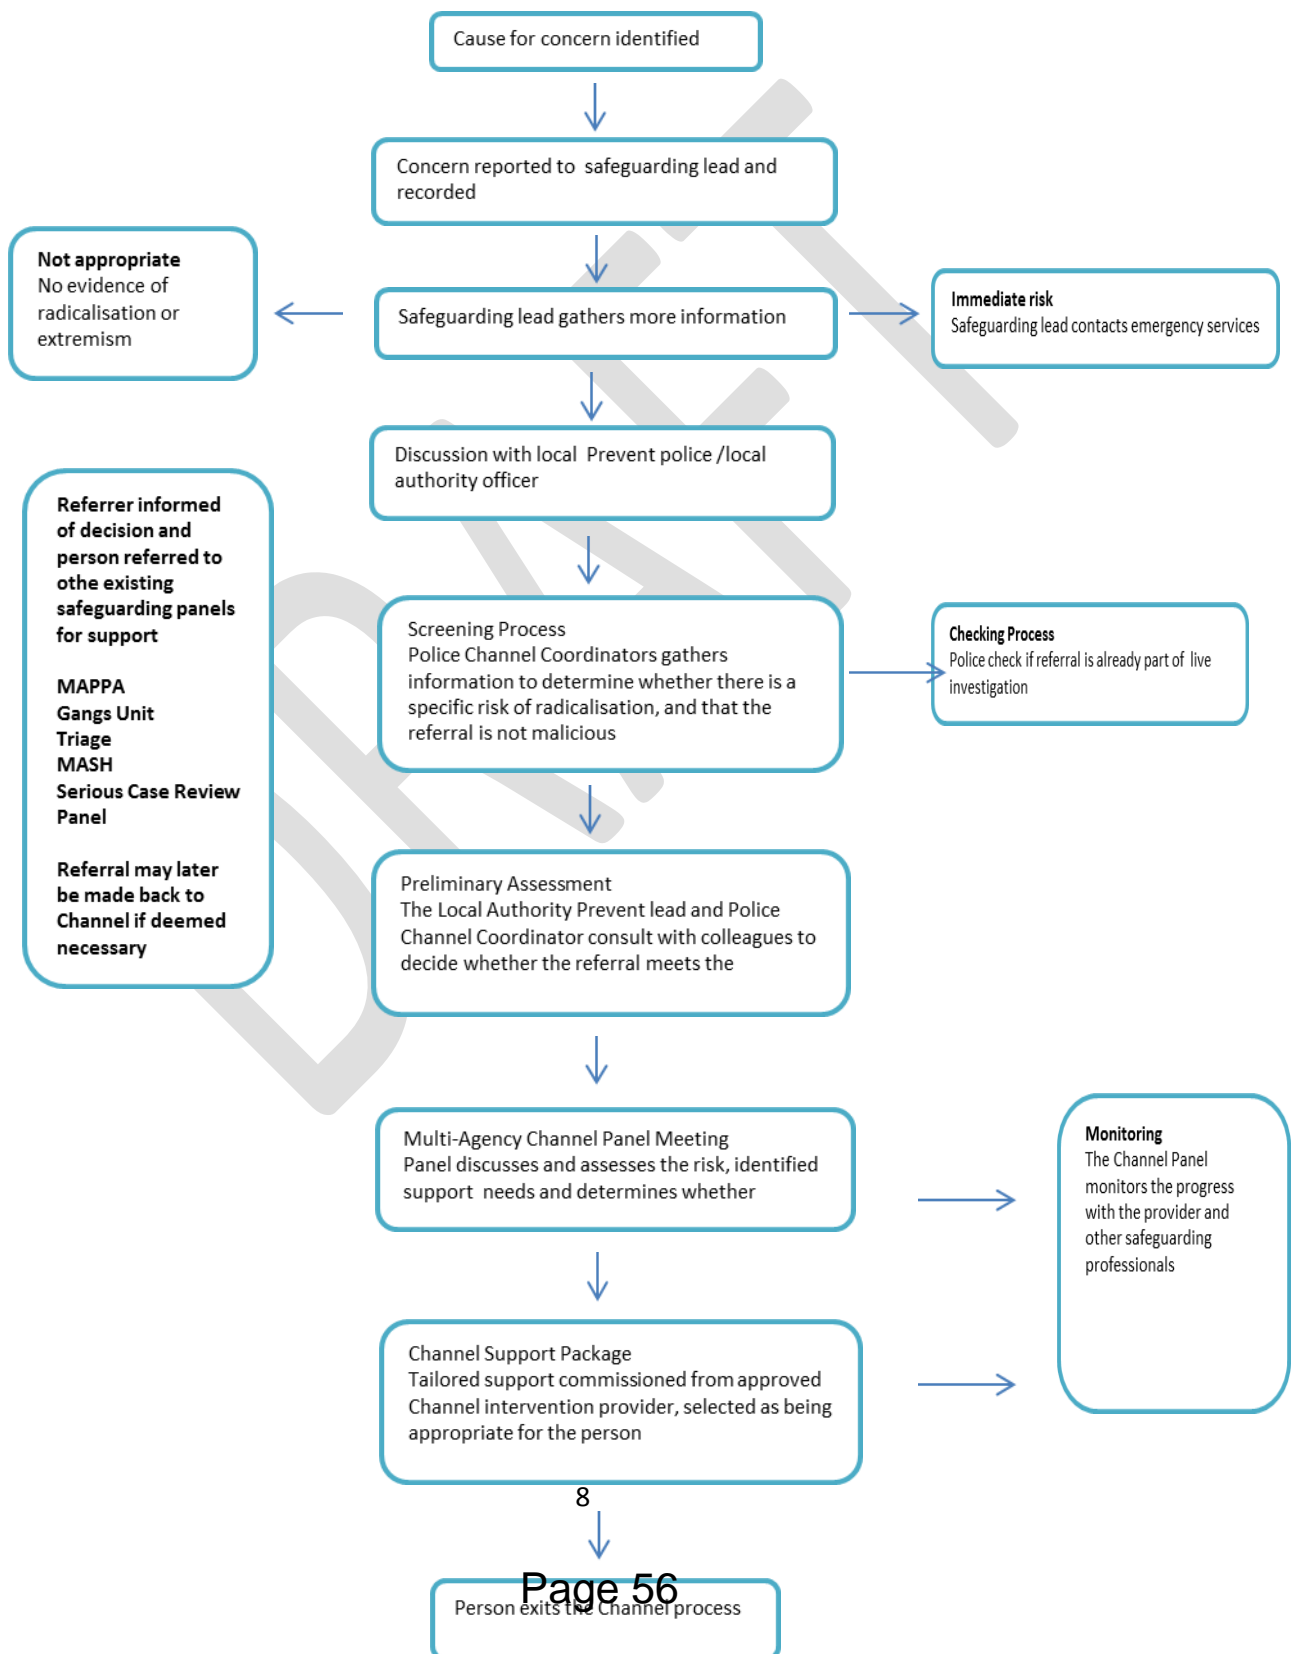 Cause for concern identified
Concern reported to safeguarding lead and
recorded
Not appropriate
No evidence of
radicalisation or
extremism
Safeguarding lead gathers more information
Immediate risk
Safeguarding lead contacts emergency services
Discussion with local Prevent police /local
authority officer
Referrer informed
of decision and
person referred to
othe existing
safeguarding panels
for support
MAPPA
Gangs Unit
Triage
MASH
Serious Case Review
Panel
Referral may later
be made back to
Channel if deemed
necessary
Screening Process
Police Channel Coordinators gathers
information to determine whether there is a
specific risk of radicalisation, and that the
referral is not malicious
Checking Process
Police check if referral is already part of live
investigation
Preliminary Assessment
The Local Authority Prevent lead and Police
Channel Coordinator consult with colleagues to
decide whether the referral meets the
Multi-Agency Channel Panel Meeting
Panel discusses and assesses the risk, identified
support needs and determines whether
Monitoring
The Channel Panel
monitors the progress
with the provider and
other safeguarding
professionals
Channel Support Package
Tailored support commissioned from approved
Channel intervention provider, selected as being
appropriate for the person
8
Page 56
Person exits the Channel process
DRAFT